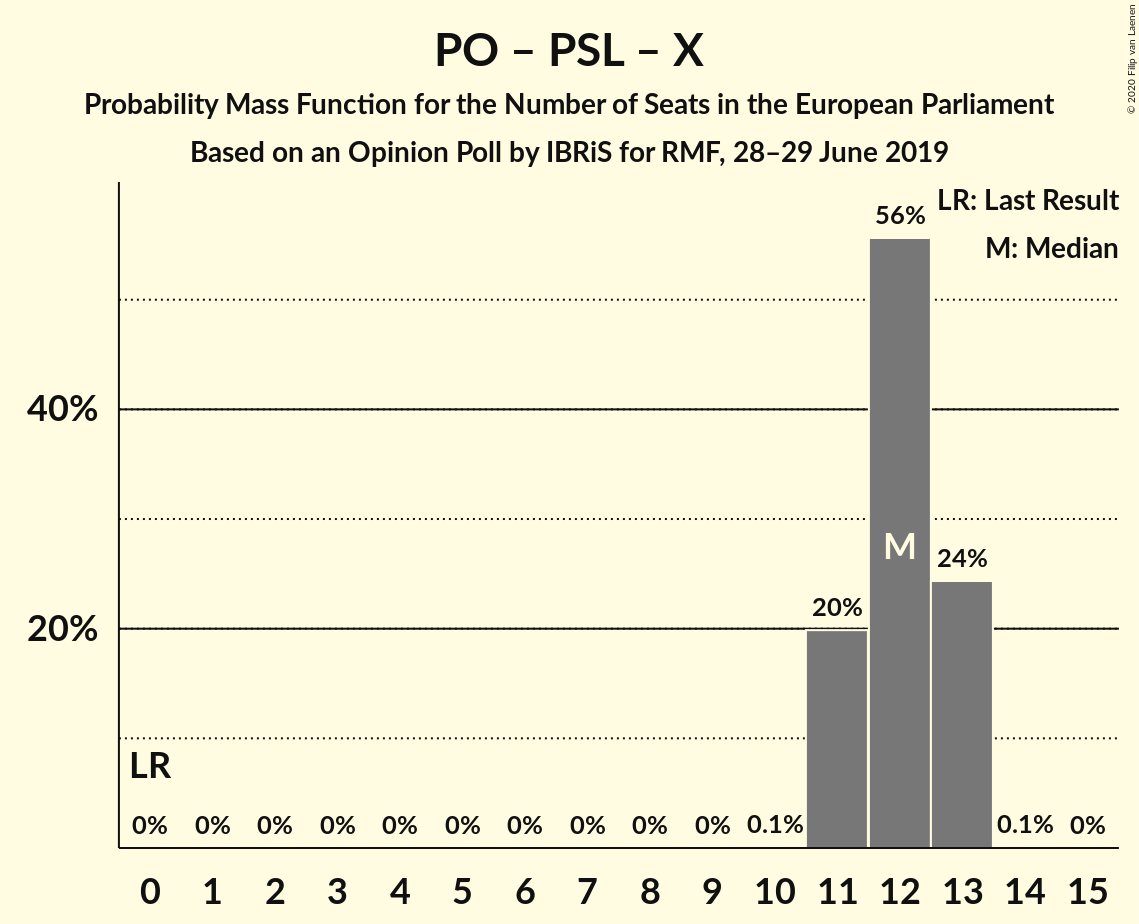 PO – PSL – X
Probability Mass Function for the Number of Seats in the European Parliament
Based on an Opinion Poll by IBRiS for RMF, 28–29 June 2019
© 2020 Filip van Laenen
LR: Last Result
M: Median
56%
40%
M
24%
20%
20%
LR
0% 0% 0% 0% 0% 0% 0% 0% 0% 0% 0.1% 0.1% 0%
0 1 2 3 4 5 6 7 8 9 10 11 12 13 14 15